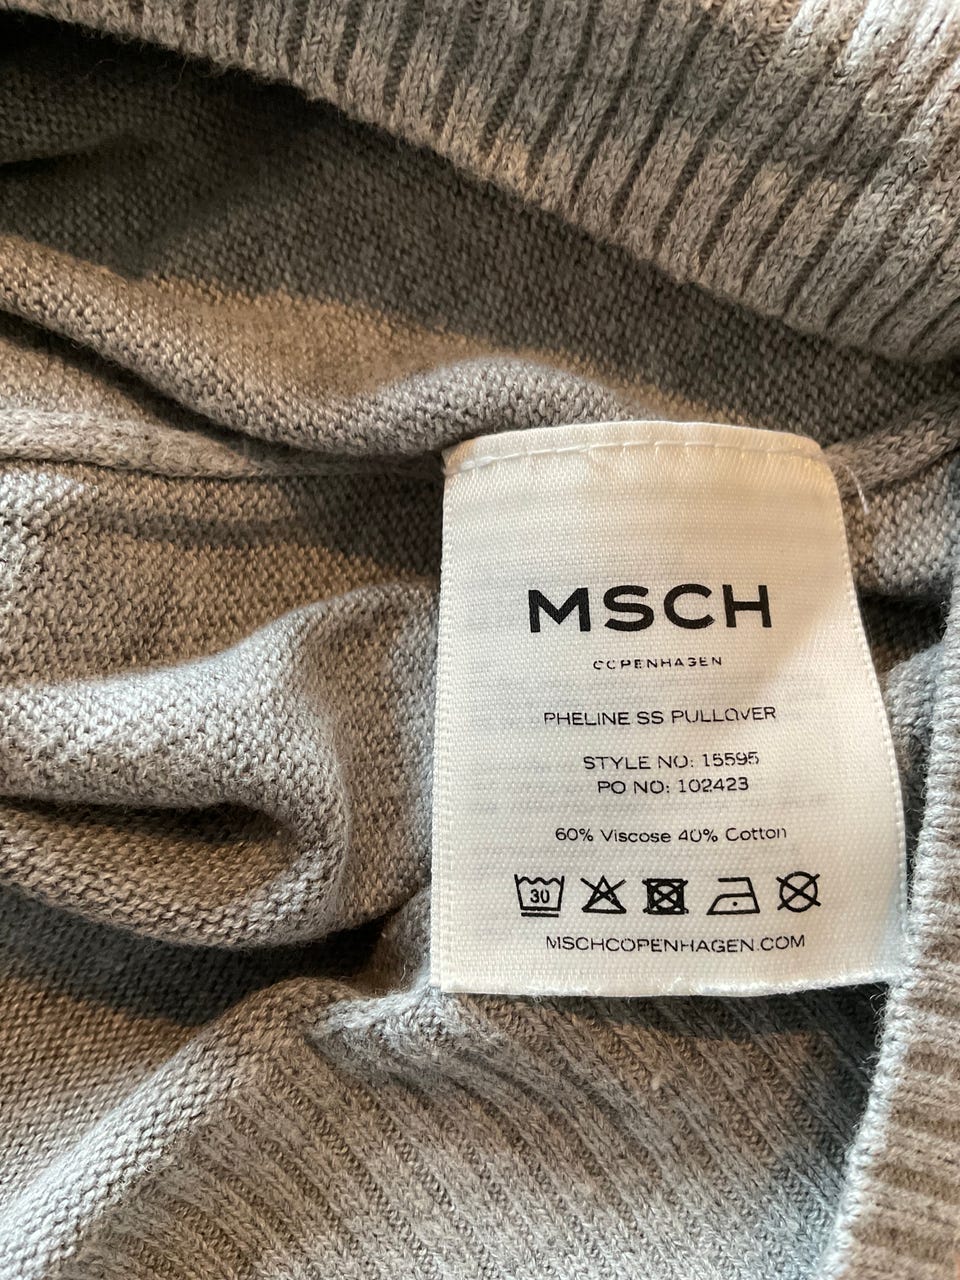 MSCH
COPENHAGEN
PHELINE SS PULLOVER
STYLE NO: 15595
PO NO: 102423
60% Viscose 40% Cotton
30
MSCHCOPENHAGEN.COM